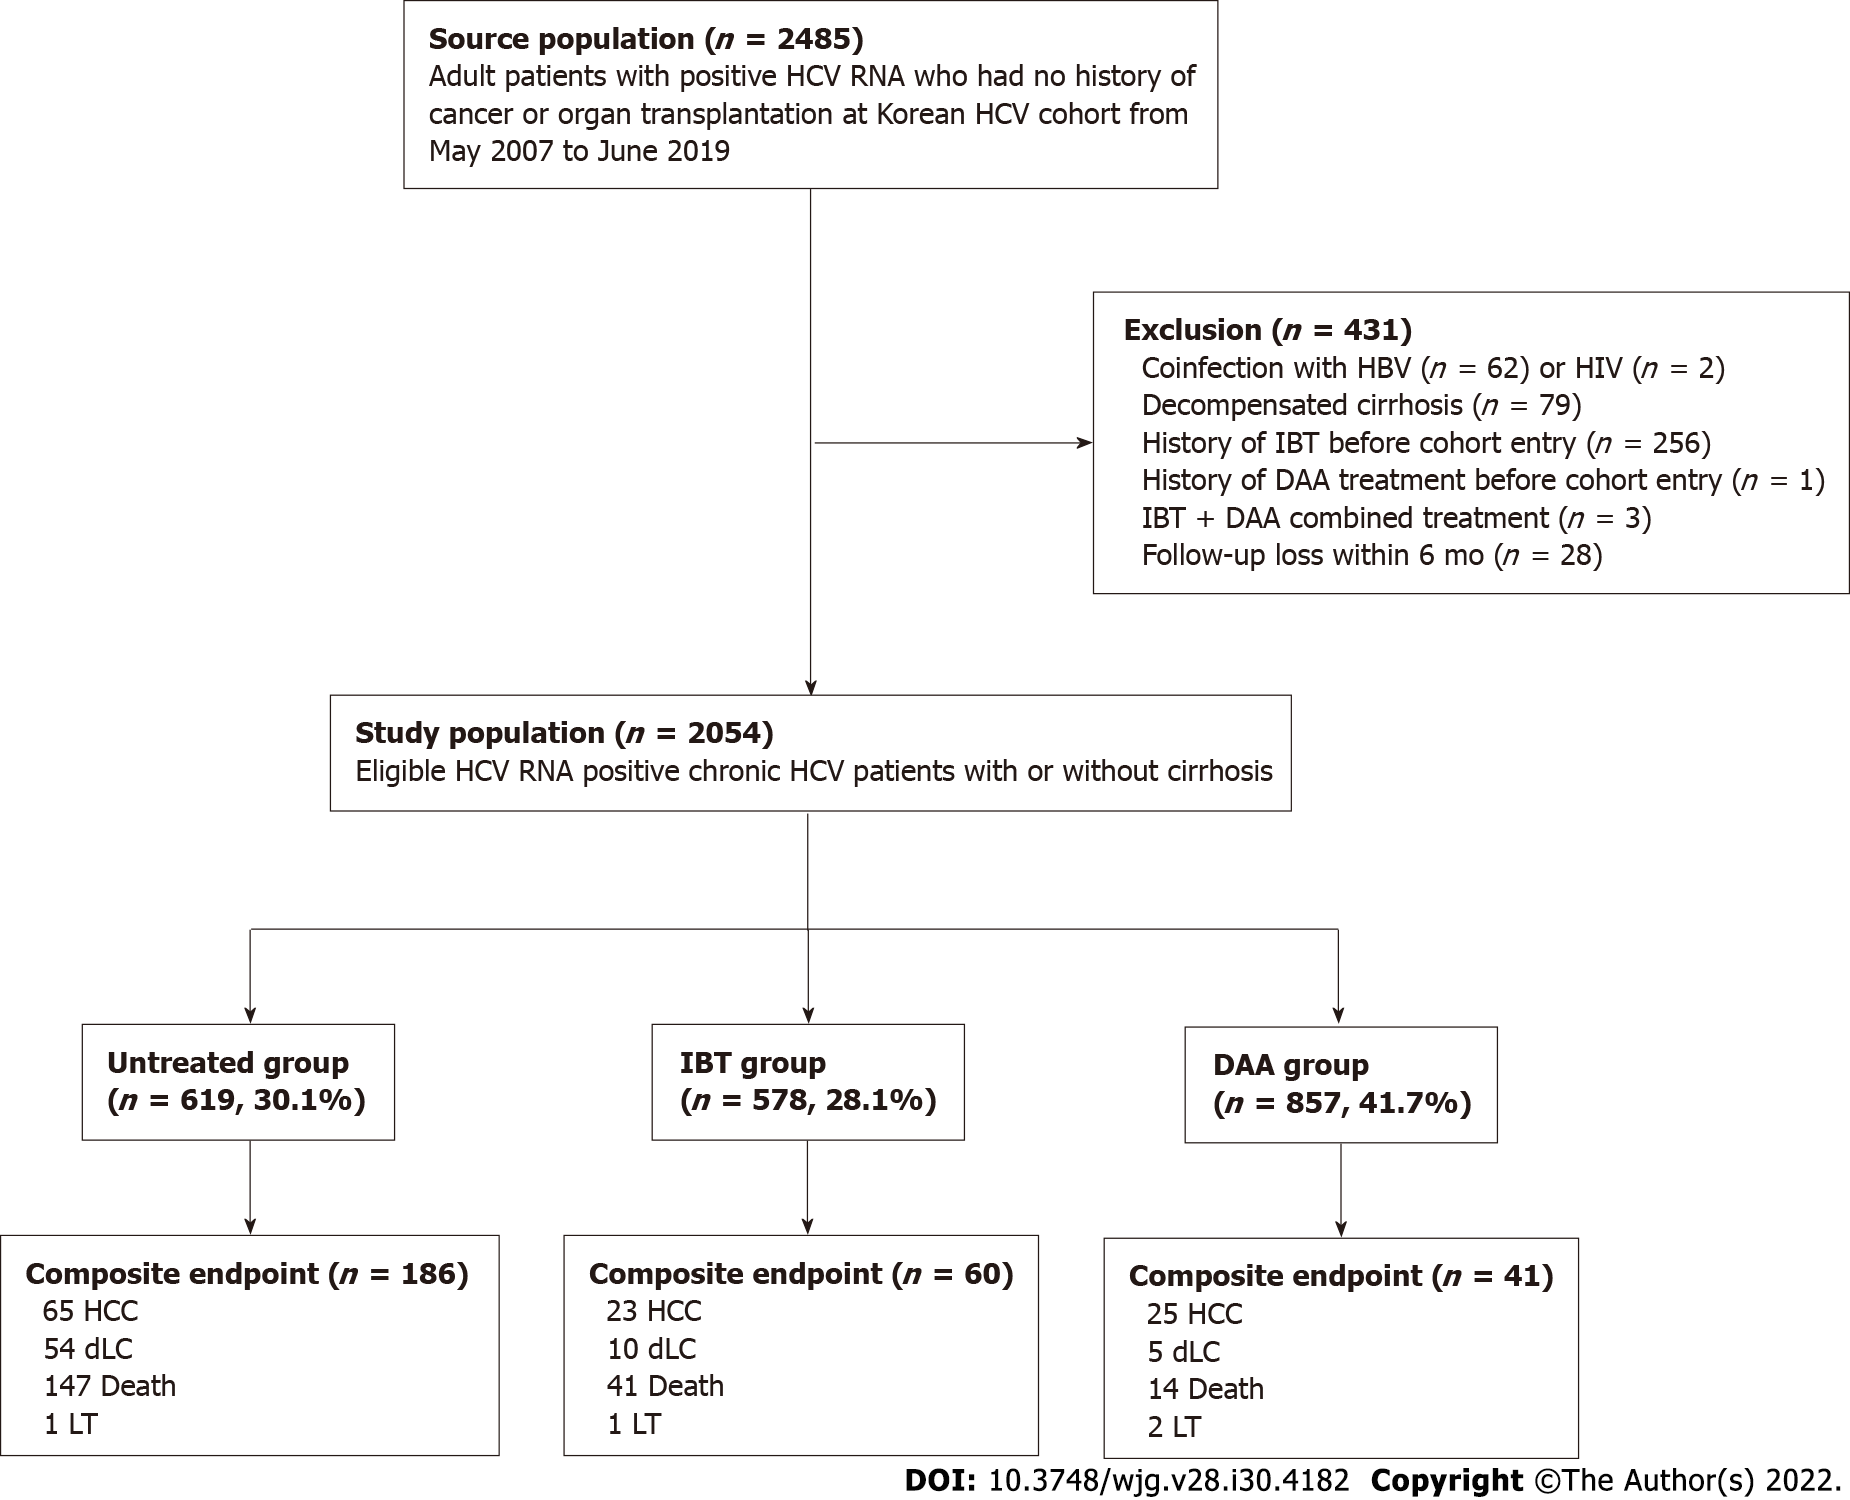 Source population (n = 2485)
Adult patients with positive HCV RNA who had no history of
cancer or organ transplantation at Korean HCV cohort from
May 2007 to June 2019
Exclusion (n = 431)
Coinfection with HBV (n = 62) or HIV (n = 2)
Decompensated cirrhosis (n = 79)
History of IBT before cohort entry (n = 256)
History of DAA treatment before cohort entry (n = 1)
IBT + DAA combined treatment (n = 3)
Follow-up loss within 6 mo (n = 28)
Study population (n = 2054)
Eligible HCV RNA positive chronic HCV patients with or without cirrhosis
Untreated group
(n = 619, 30.1%)
IBT group
(n = 578, 28.1%)
DAA group
(n = 857, 41.7%)
Composite endpoint (n = 186)
65 HCC
54 dLC
147 Death
1 LT
Composite endpoint (n = 60)
23 HCC
10 dLC
41 Death
1 LT
Composite endpoint (n = 41)
25 HCC
5 dLC
14 Death
2 LT
DOI: 10.3748/wjg.v28.i30.4182 Copyright ©The Author(s) 2022.